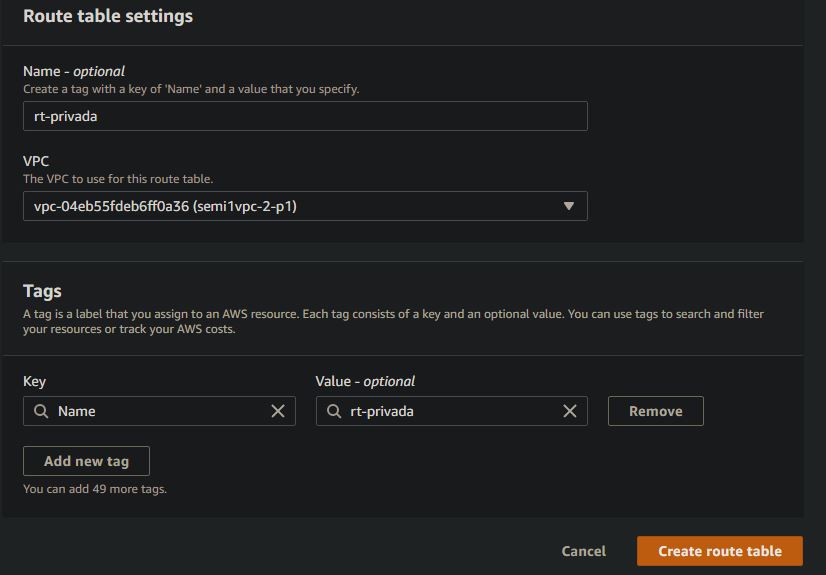 Route table settings
Name - optional
Create a tag with a key of 'Name' and a value that you specify.
rt-privada
VPC
The VPC to use for this route table.
vpc-04eb55fdeb6ff0a36 (semi1vpc-2-p1)
Tags
A tag is a label that you assign to an AWS resource. Each tag consists of a key and an optional value. You can use tags to search and filter
your resources or track your AWS costs.
Key
Value - optional
Name
rt-privada
Remove
Add new tag
You can add 49 more tags.
Cancel
Create route table